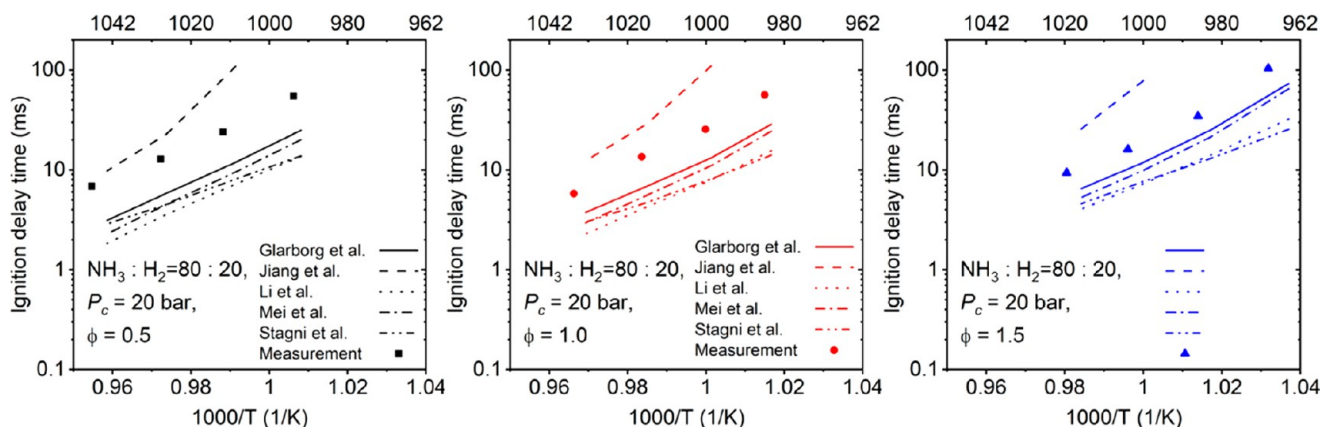 1042 1020 1000 980 962
Ignition delay time (ms)
100
10
1
0.1
Glarborg et al.
NH₃ : H₂=80 : 20, Jiang et al.
Li et al.
P_c = 20 bar, Mei et al.
Stagni et al.
ϕ = 0.5 Measurement
0.96 0.98 1 1.02 1.04
1000/T (1/K)
1042 1020 1000 980 962
Ignition delay time (ms)
100
10
1
0.1
Glarborg et al.
NH₃ : H₂=80 : 20, Jiang et al.
Li et al.
P_c = 20 bar, Mei et al.
Stagni et al.
ϕ = 1.0 Measurement
0.96 0.98 1 1.02 1.04
1000/T (1/K)
1042 1020 1000 980 962
Ignition delay time (ms)
100
10
1
0.1
NH₃ : H₂=80 : 20,
P_c = 20 bar,
ϕ = 1.5
0.96 0.98 1 1.02 1.04
1000/T (1/K)